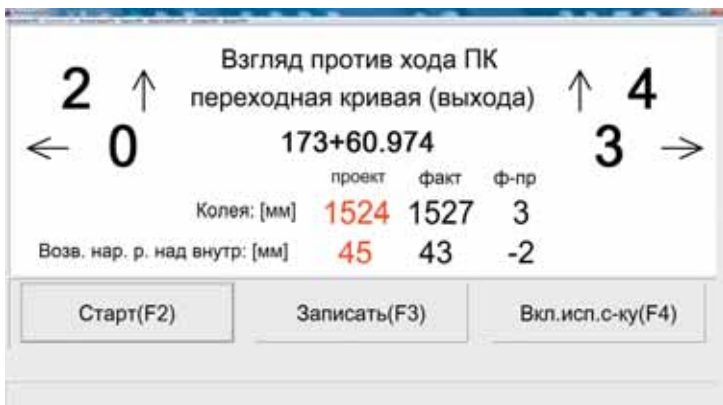 Взгляд против хода ПК
2 ↑ переходная кривая (выхода) ↑ 4
← 0 173+60.974 3 →
проект факт ф-пр
Колея: [мм] 1524 1527 3
Возв. нар. р. над внутр: [мм] 45 43 -2
Старт(F2) Записать(F3) Вкл.исп.с-ку(F4)